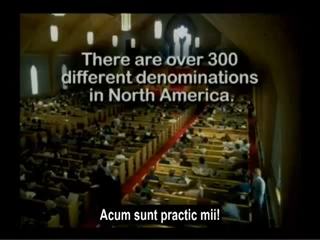 There are over 300
different denominations
in North America.
Acum sunt practic mii!